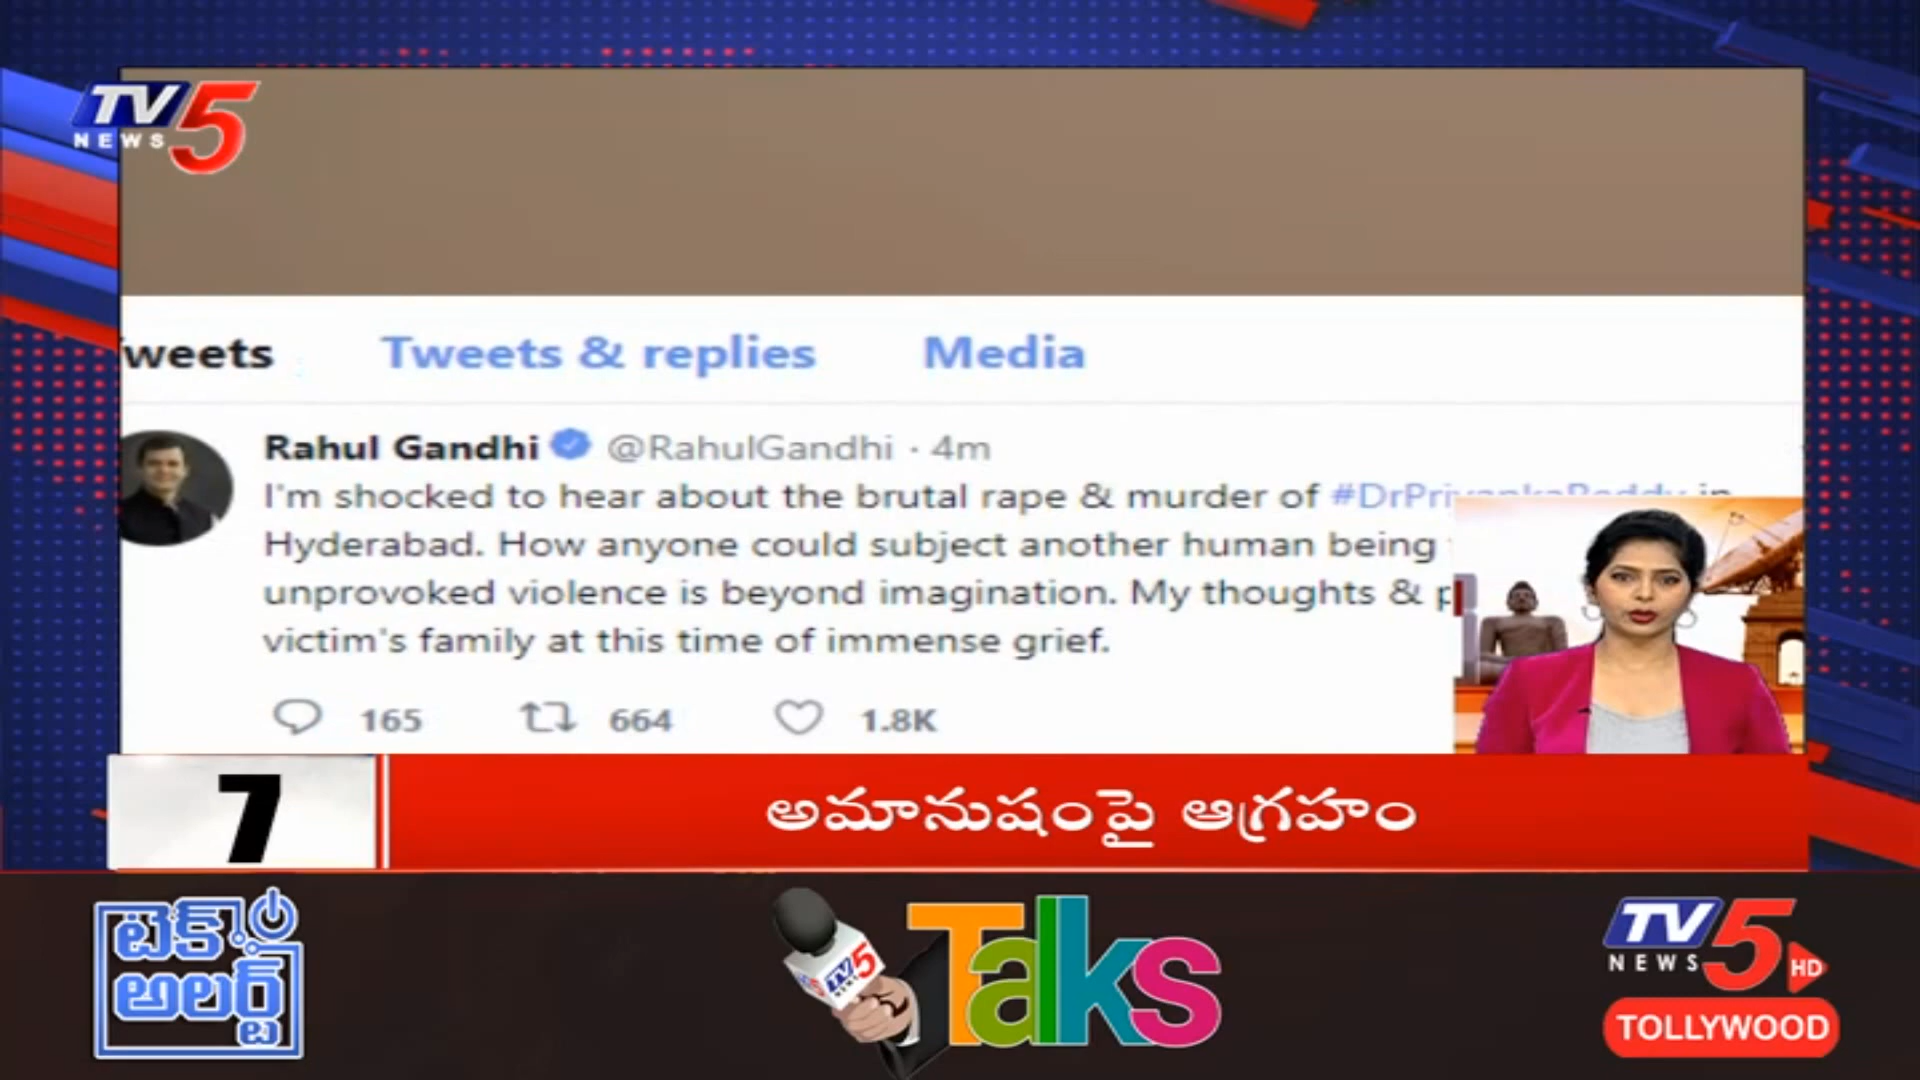 TV5
NEWS
weets Tweets & replies Media
Rahul Gandhi @RahulGandhi · 4m
I'm shocked to hear about the brutal rape & murder of in
Hyderabad. How anyone could subject another human being
unprovoked violence is beyond imagination. My thoughts &
victim's family at this time of immense grief.
165 664 1.8K
7 అమానుషంపై ఆగ్రహం
టెక్ అలర్ట్
TV5 Talks
TV5 NEWS HD
TOLLYWOOD